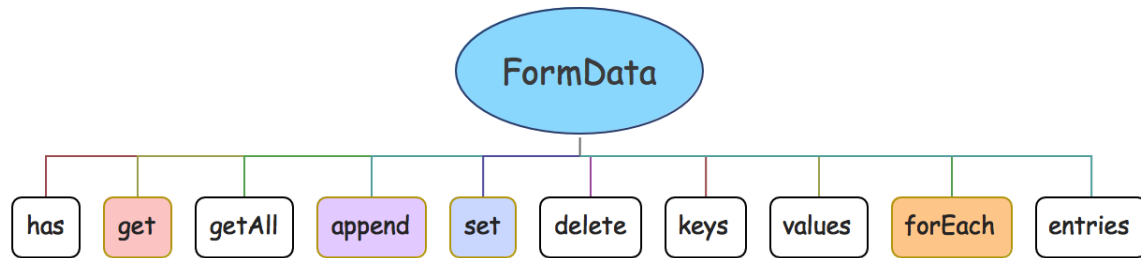 FormData
has get getAll append set delete keys values forEach entries